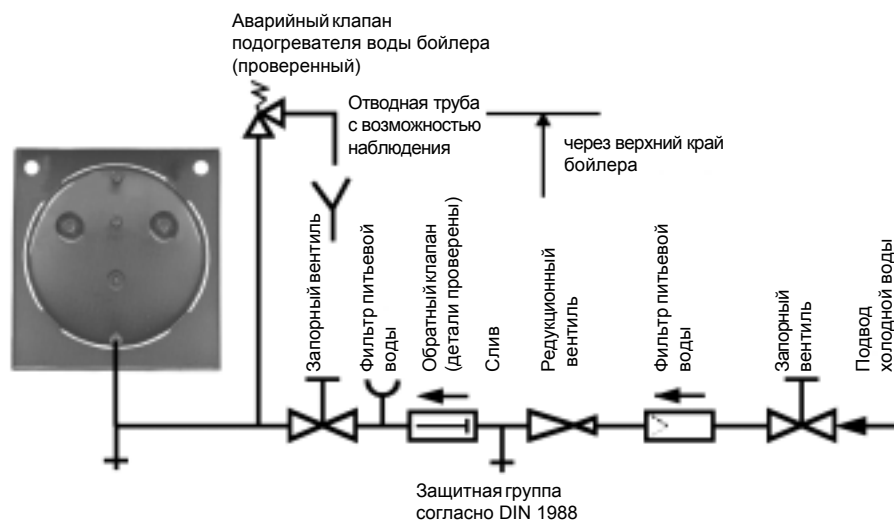 Аварийный клапан
подогревателя воды бойлера
(проверенный)
Отводная труба
с возможностью
наблюдения
через верхний край
бойлера
Запорный вентиль
Фильтр питьевой
воды
Обратный клапан
(детали проверены)
Слив
Редукционный
вентиль
Фильтр питьевой
воды
Запорный
вентиль
Подвод
холодной воды
Защитная группа
согласно DIN 1988